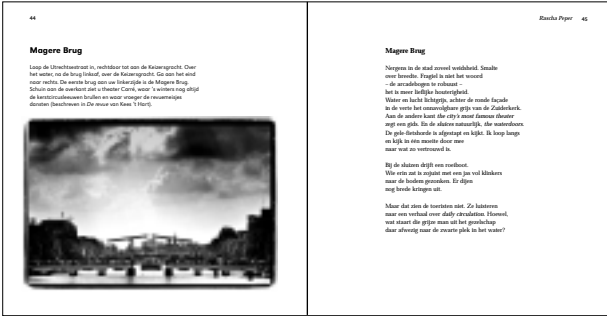 44
Magere Brug
Loop de Utrechtsestraat in, rechtdoor tot aan de Keizersgracht. Over
het water, na de brug linksaf, over de Keizersgracht. Ga aan het eind
naar rechts. De eerste brug aan uw linkerzijde is de Magere Brug.
Schuin aan de overkant ziet u theater Carré, waar 's winters nog altijd
de kerstcircusleeuwen brullen en waar vroeger de revuemeisjes
dansten (beschreven in De revue van Kees 't Hart).
Rascha Peper 45
Magere Brug
Nergens in de stad zoveel weidsheid. Smalte
over breedte. Fragiel is niet het woord
– de arcadebogen te robuust –
het is meer lieflijke houterigheid.
Water en lucht lichtgrijs, achter de ronde façade
in de verte het onnavolgbare grijs van de Zuiderkerk.
Aan de andere kant the city's most famous theater
zegt een gids. En de sluices natuurlijk, the waterdoors.
De gele-fietshorde is afgestapt en kijkt. Ik loop langs
en kijk in één moeite door mee
naar wat zo vertrouwd is.
Bij de sluizen drijft een roeiboot.
Wie erin zat is zojuist met een jas vol klinkers
naar de bodem gezonken. Er dijen
nog brede kringen uit.
Maar dat zien de toeristen niet. Ze luisteren
naar een verhaal over daily circulation. Hoewel,
wat staart die grijze man uit het gezelschap
daar afwezig naar de zwarte plek in het water?